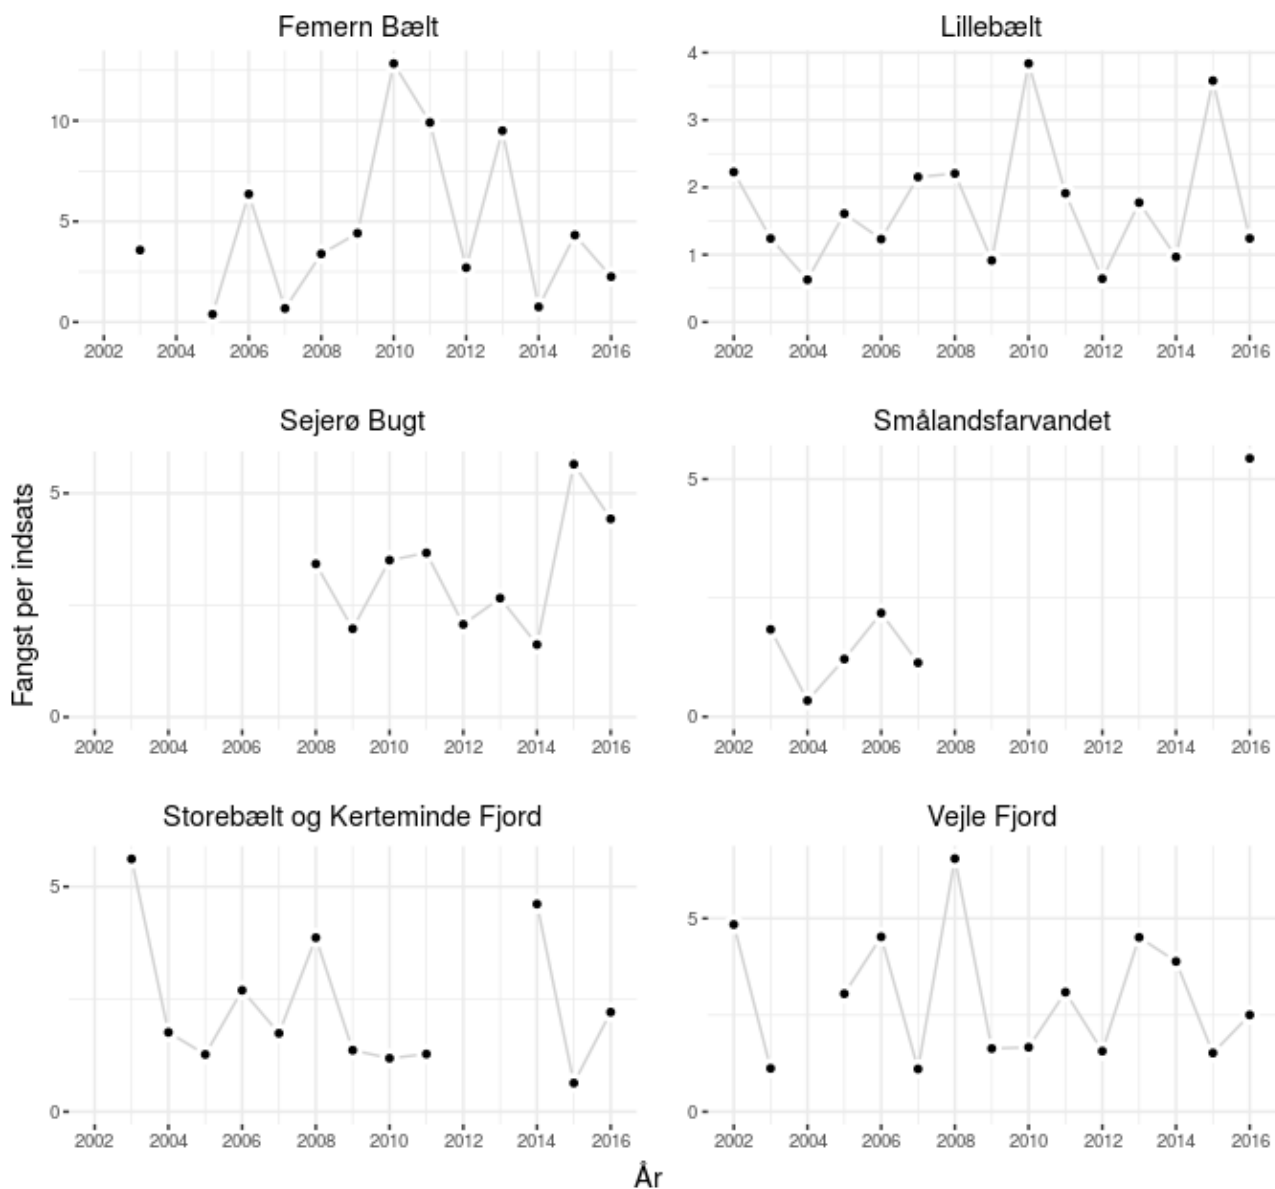 Femern Bælt
Lillebælt
10
5
0
2002 2004 2006 2008 2010 2012 2014 2016
4
3
2
1
0
2002 2004 2006 2008 2010 2012 2014 2016
Sejerø Bugt
Smålandsfarvandet
Fangst per indsats
5
0
2002 2004 2006 2008 2010 2012 2014 2016
5
0
2002 2004 2006 2008 2010 2012 2014 2016
Storebælt og Kerteminde Fjord
Vejle Fjord
5
0
2002 2004 2006 2008 2010 2012 2014 2016
5
0
2002 2004 2006 2008 2010 2012 2014 2016
År